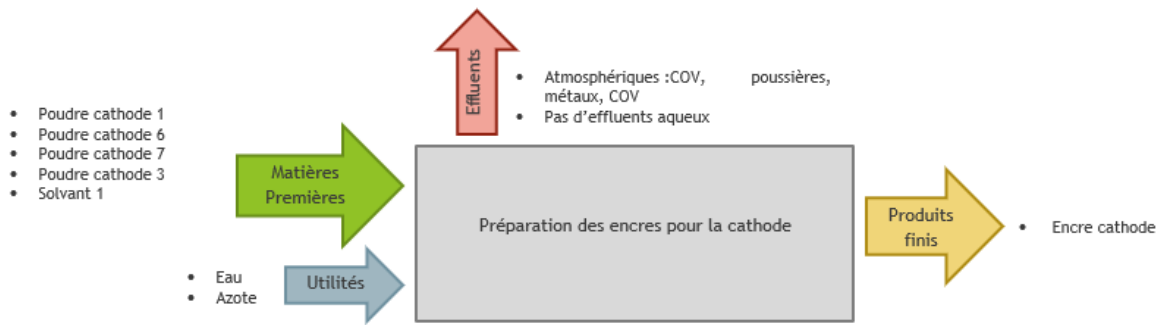 Effluents
• Atmosphériques :COV, poussières,
métaux, COV
• Pas d'effluents aqueux
• Poudre cathode 1
• Poudre cathode 6
• Poudre cathode 7
• Poudre cathode 3
• Solvant 1
Matières
Premières
• Eau
• Azote
Utilités
Préparation des encres pour la cathode
Produits
finis
• Encre cathode